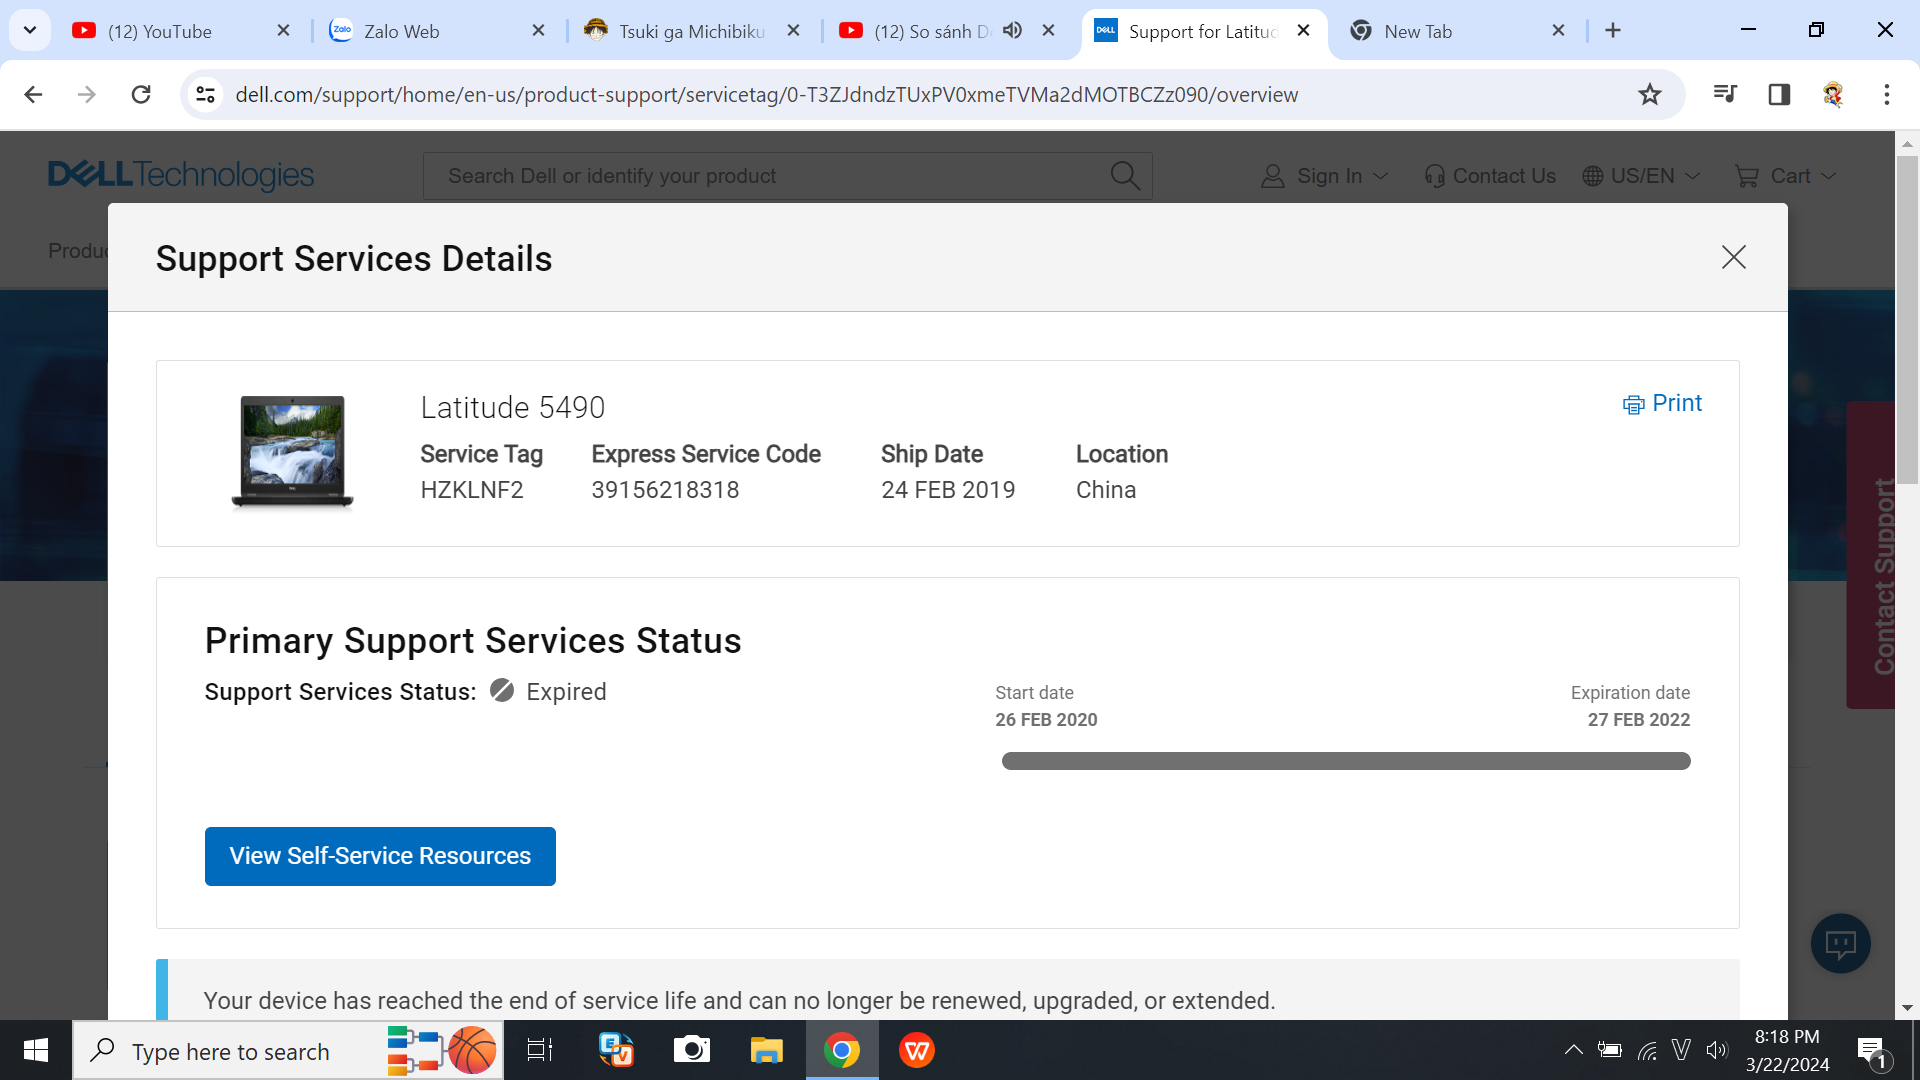 (12) YouTube
Zalo Web
Tsuki ga Michibiku
(12) So sánh D
Support for Latitud
New Tab
dell.com/support/home/en-us/product-support/servicetag/0-T3ZJdndzTUxPV0xmeTVMa2dMOTBCZz090/overview
DELLTechnologies
Search Dell or identify your product
Sign In
Contact Us
US/EN
Cart
Produc
Support Services Details
Latitude 5490
Print
Service Tag
HZKLNF2
Express Service Code
39156218318
Ship Date
24 FEB 2019
Location
China
Contact Support
Primary Support Services Status
Support Services Status: Expired
Start date
26 FEB 2020
Expiration date
27 FEB 2022
View Self-Service Resources
Your device has reached the end of service life and can no longer be renewed, upgraded, or extended.
Type here to search
8:18 PM
3/22/2024
1